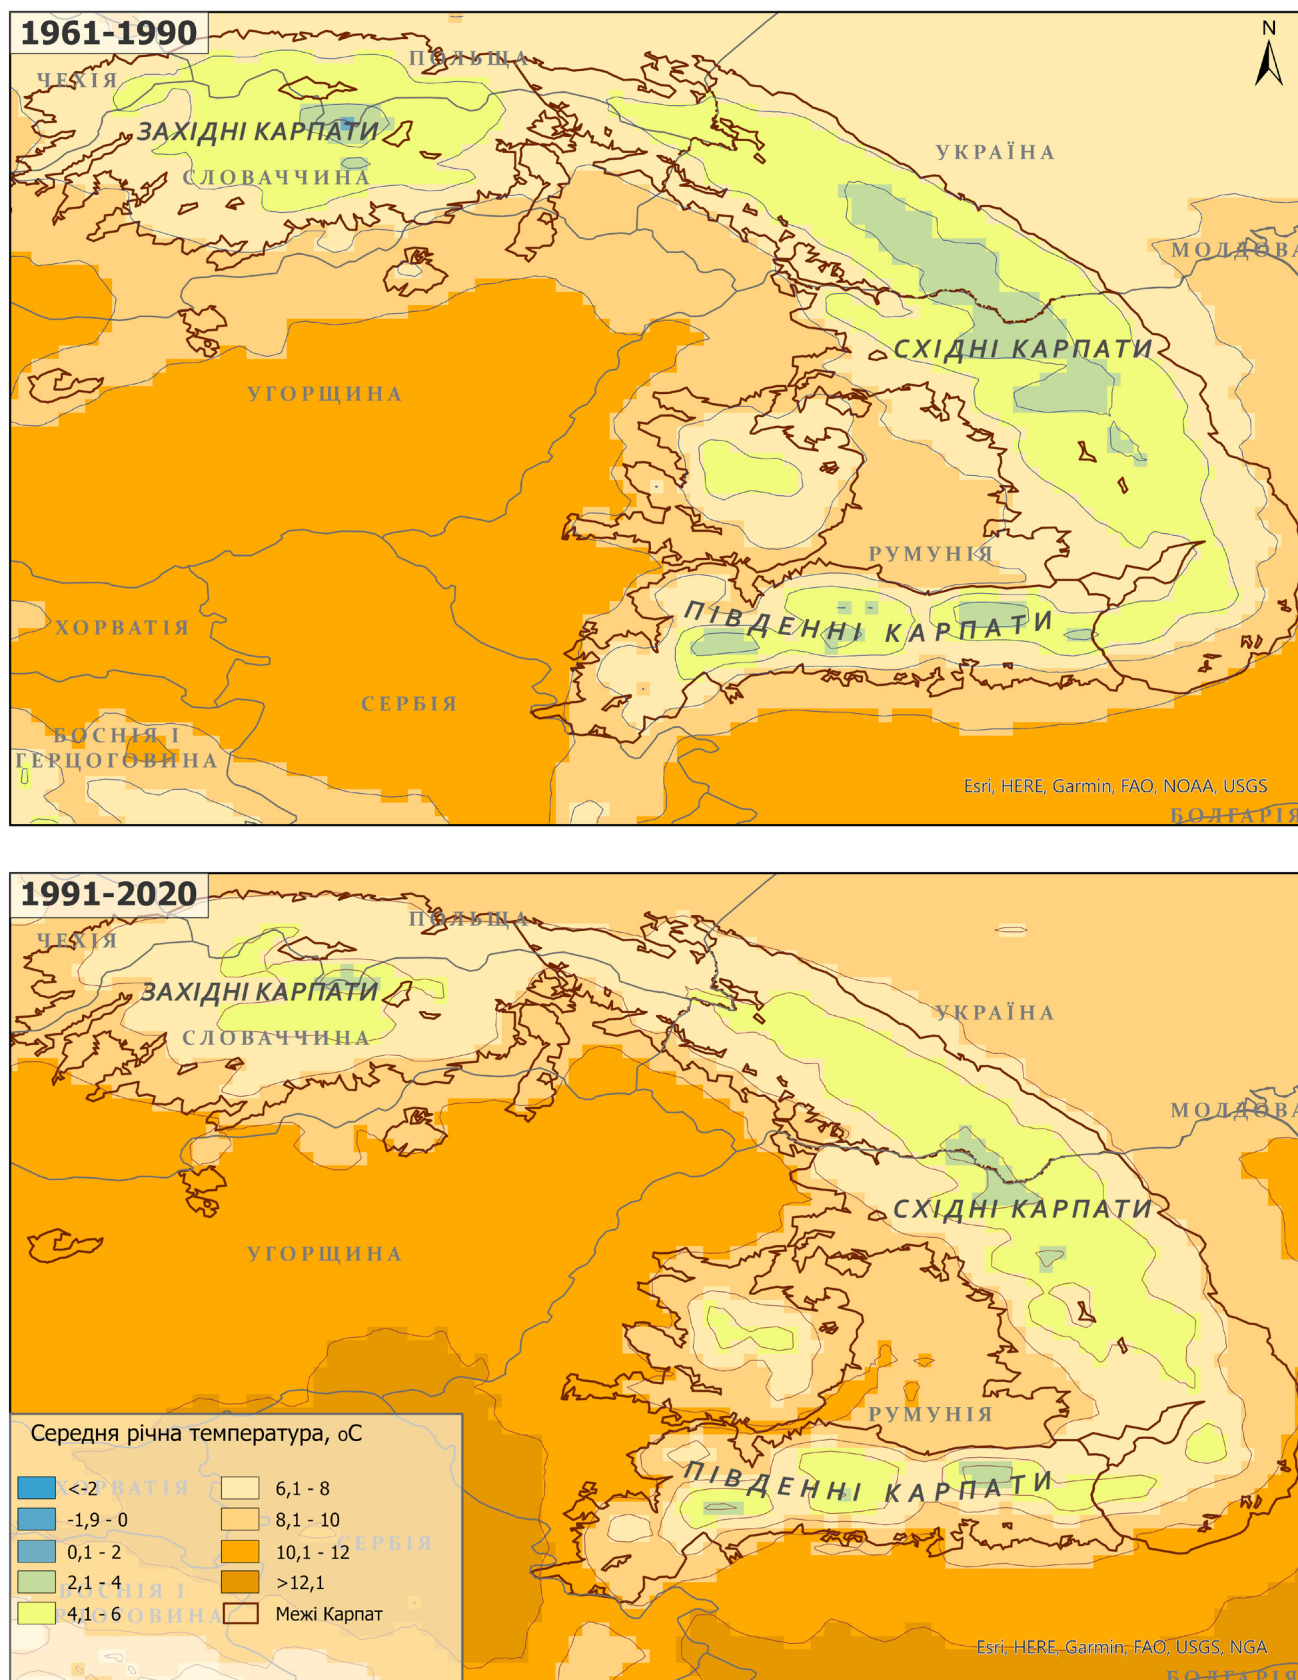 1961-1990
N
ПОЛЬЩА
ЧЕХІЯ
ЗАХІДНІ КАРПАТИ
УКРАЇНА
СЛОВАЧЧИНА
МОЛДОВА
СХІДНІ КАРПАТИ
УГОРЩИНА
РУМУНІЯ
ПІВДЕННІ КАРПАТИ
ХОРВАТІЯ
СЕРБІЯ
БОСНІЯ І
ГЕРЦОГОВИНА
Esri, HERE, Garmin, FAO, NOAA, USGS
БОЛГАРІЯ
1991-2020
ПОЛЬЩА
ЧЕХІЯ
ЗАХІДНІ КАРПАТИ
УКРАЇНА
СЛОВАЧЧИНА
МОЛДОВА
СХІДНІ КАРПАТИ
УГОРЩИНА
РУМУНІЯ
ПІВДЕННІ КАРПАТИ
Середня річна температура, оС
<-2
-1,9 - 0
0,1 - 2
2,1 - 4
4,1 - 6
6,1 - 8
8,1 - 10
10,1 - 12
>12,1
Межі Карпат
ХОРВАТІЯ
СЕРБІЯ
БОСНІЯ І
Esri, HERE, Garmin, FAO, USGS, NGA
БОЛГАРІЯ